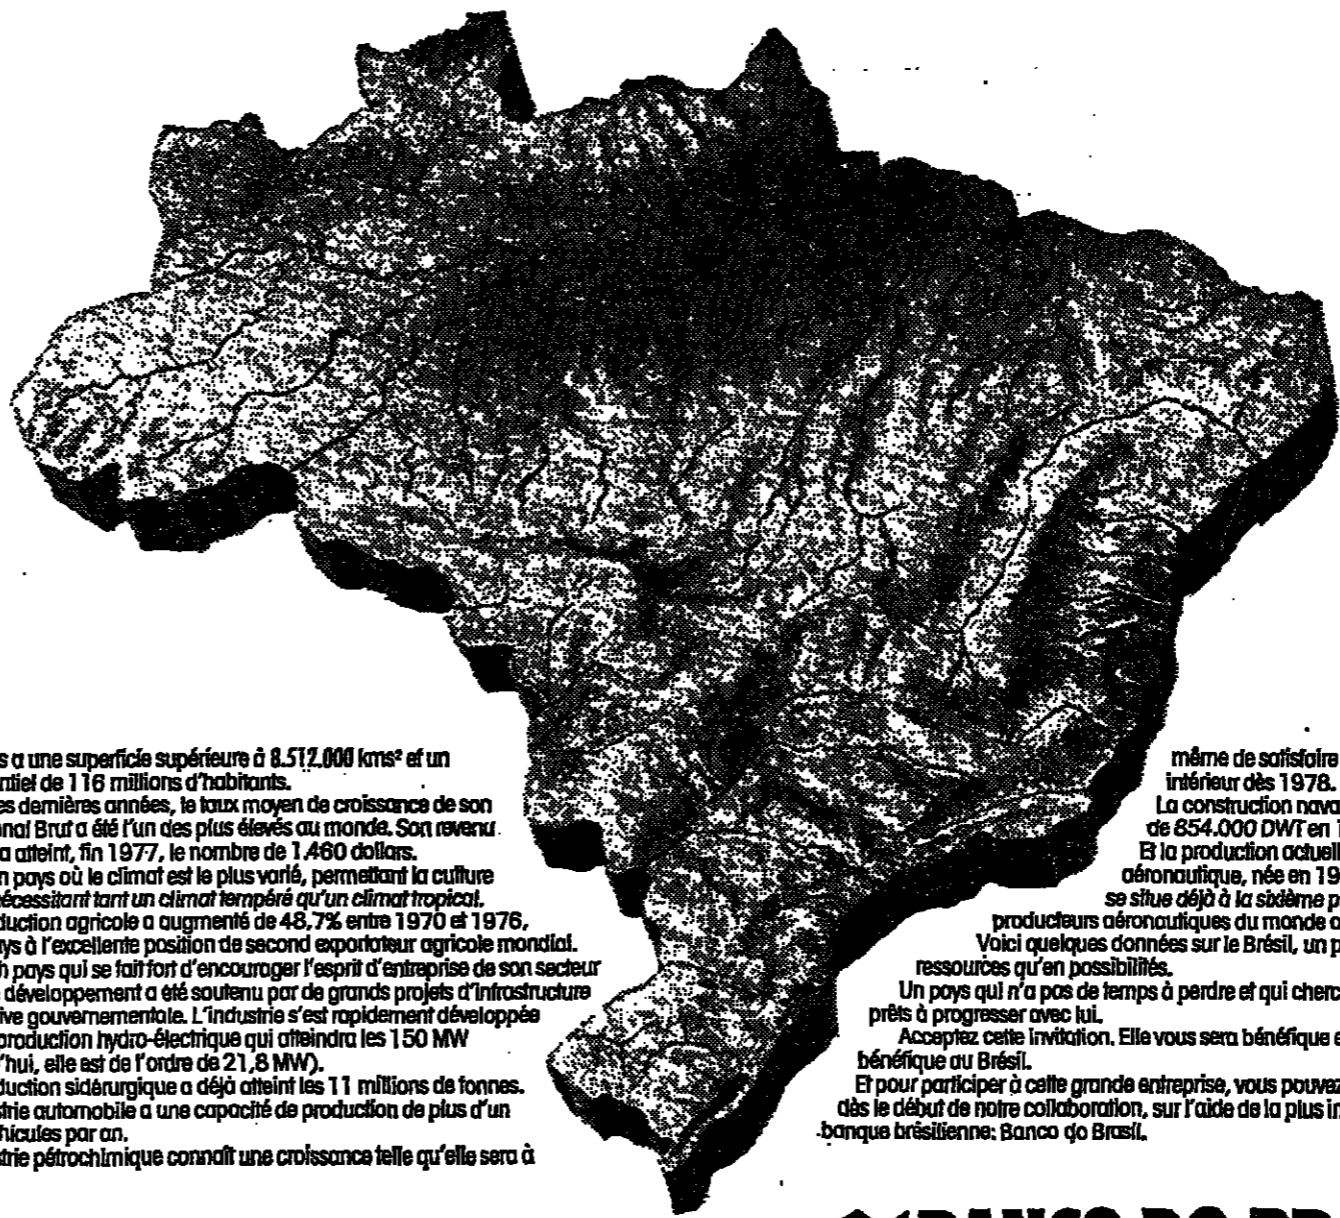 s a une superficie supérieure à 8.512.000 kms² et un
ntiel de 116 millions d'habitants.
es dernières années, le taux moyen de croissance de son
onal Brut a été l'un des plus élevés au monde. Son revenu
a atteint, fin 1977, le nombre de 1.460 dollars.
n pays où le climat est le plus varié, permettant la culture
nécessitant tant un climat tempéré qu'un climat tropical.
duction agricole a augmenté de 48,7% entre 1970 et 1976,
ys à l'excellente position de second exportateur agricole mondial.
n pays qui se fait fort d'encourager l'esprit d'entreprise de son secteur
développement a été soutenu par de grands projets d'infrastructure
ive gouvernementale. L'industrie s'est rapidement développée
production hydro-électrique qui atteindra les 150 MW
'hui, elle est de l'ordre de 21,8 MW).
duction sidérurgique a déjà atteint les 11 millions de tonnes.
strie automobile a une capacité de production de plus d'un
hicules par an.
strie pétrochimique connaît une croissance telle qu'elle sera à
même de satisfaire
intérieur dès 1978.
La construction nava
de 854.000 DWT en 1
Et la production actuell
aéronautique, née en 19
se situe déjà à la sixième p
producteurs aéronautiques du monde o
Voici quelques données sur le Brésil, un p
ressources qu'en possibilités.
Un pays qui n'a pas de temps à perdre et qui cherc
prêts à progresser avec lui.
Acceptez cette invitation. Elle vous sera bénéfique e
bénéfique au Brésil.
Et pour participer à cette grande entreprise, vous pouvez
dès le début de notre collaboration, sur l'aide de la plus im
banque brésilienne: Banco do Brasil.
BANCO DO BR